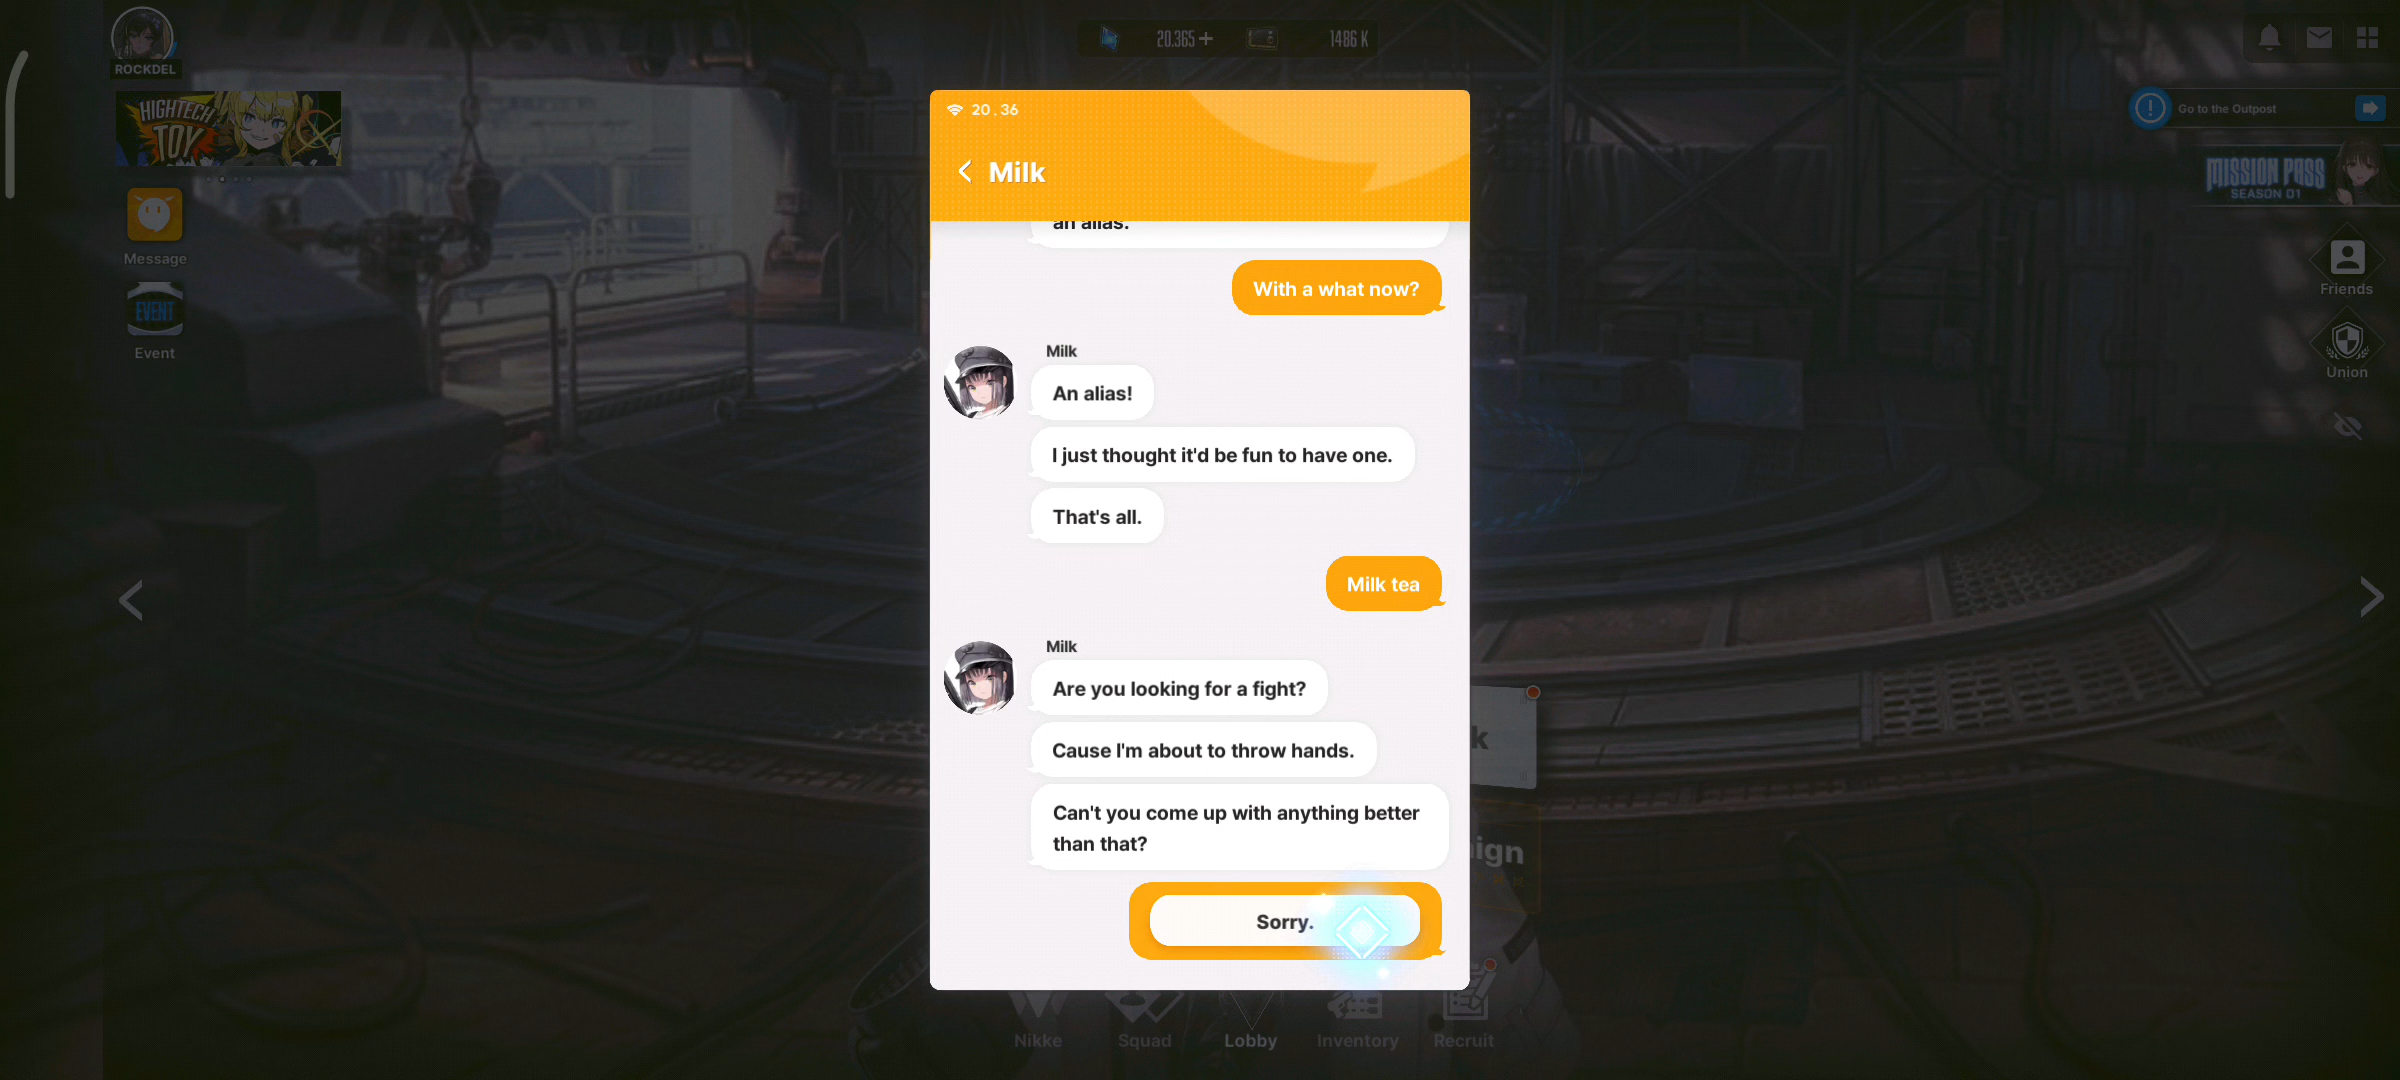 ROCKDEL
20.365+
1486 K
HIGHTECH
TOY
Go to the Outpost
MISSION PASS
SEASON 01
Message
EVENT
Event
Friends
Union
20.36
Milk
an alias.
With a what now?
Milk
An alias!
I just thought it'd be fun to have one.
That's all.
Milk tea
Milk
Are you looking for a fight?
Cause I'm about to throw hands.
Can't you come up with anything better
than that?
Sorry.
Nikke
Squad
Lobby
Inventory
Recruit